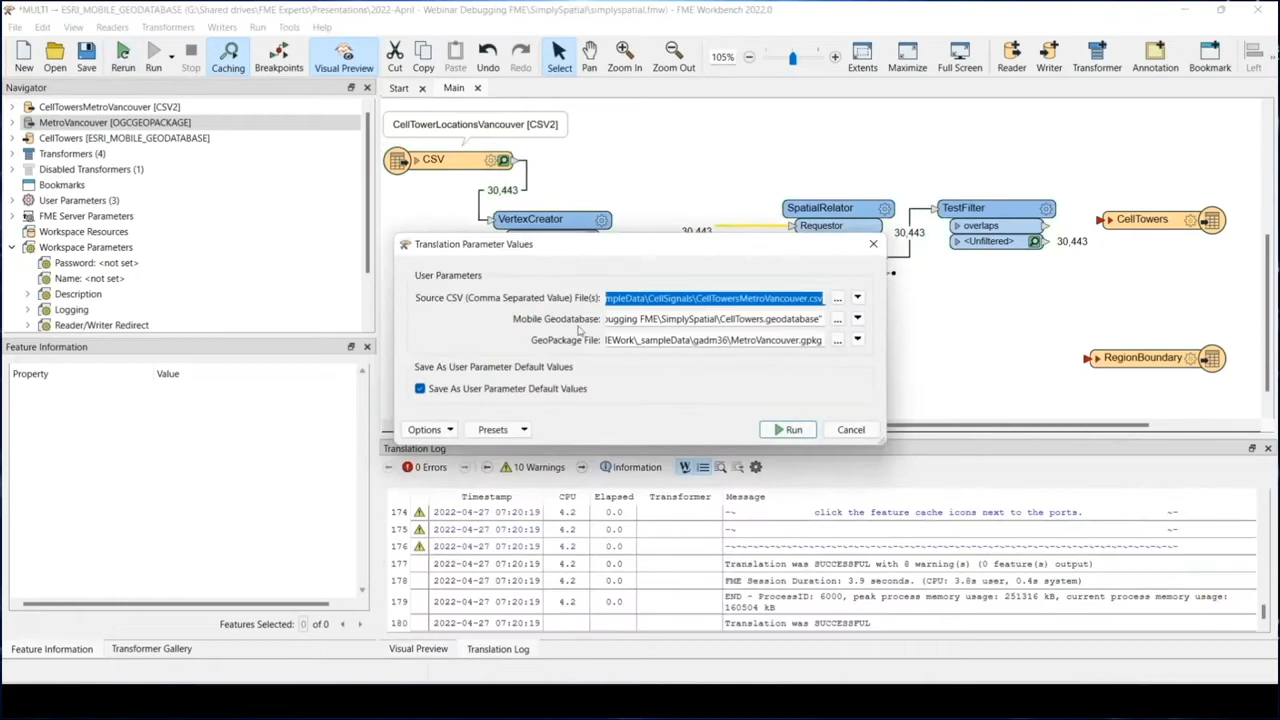 *MULTI → ESRI_MOBILE_GEODATABASE (G:\Shared drives\FME Experts\Presentations\2022-April - Webinar Debugging FME\SimplySpatial\simplyspatial.fmw) - FME Workbench 2022.0
File Edit View Readers Transformers Writers Run Tools Help
New Open Save Rerun Run Stop Caching Breakpoints Visual Preview Cut Copy Paste Undo Redo Select Pan Zoom In Zoom Out 105% Extents Maximize Full Screen Reader Writer Transformer Annotation Bookmark Left
Navigator
CellTowersMetroVancouver [CSV2]
MetroVancouver [OGCGEOPACKAGE]
CellTowers [ESRI_MOBILE_GEODATABASE]
Transformers (4)
Disabled Transformers (1)
Bookmarks
User Parameters (3)
FME Server Parameters
Workspace Resources
Workspace Parameters
Password: <not set>
Name: <not set>
Description
Logging
Reader/Writer Redirect
Feature Information
Property Value
Features Selected: 0 of 0
Feature Information Transformer Gallery
Start Main
CellTowerLocationsVancouver [CSV2]
CSV
30,443
VertexCreator
30,443
SpatialRelator
Requestor
30,443
TestFilter
overlaps
<Unfiltered> 30,443
CellTowers
RegionBoundary
Translation Parameter Values
User Parameters
Source CSV (Comma Separated Value) File(s): mpleData\CellSignals\CellTowersMetroVancouver.csv ...
Mobile Geodatabase: ougging FME\SimplySpatial\CellTowers.geodatabase" ...
GeoPackage File: IEWork\_sampleData\gadm36\MetroVancouver.gpkg ...
Save As User Parameter Default Values
Save As User Parameter Default Values
Options Presets Run Cancel
Translation Log
0 Errors 10 Warnings Information
Timestamp CPU Elapsed Transformer Message
174 2022-04-27 07:20:19 4.2 0.0 -~ click the feature cache icons next to the ports. ~-
175 2022-04-27 07:20:19 4.2 0.0 -~ ~-
176 2022-04-27 07:20:19 4.2 0.0
177 2022-04-27 07:20:19 4.2 0.0 Translation was SUCCESSFUL with 8 warning(s) (0 feature(s) output)
178 2022-04-27 07:20:19 4.2 0.0 FME Session Duration: 3.9 seconds. (CPU: 3.8s user, 0.4s system)
179 2022-04-27 07:20:19 4.2 0.0 END - ProcessID: 6000, peak process memory usage: 251316 kB, current process memory usage:
160504 kB
180 2022-04-27 07:20:19 4.2 0.0 Translation was SUCCESSFUL
Visual Preview Translation Log